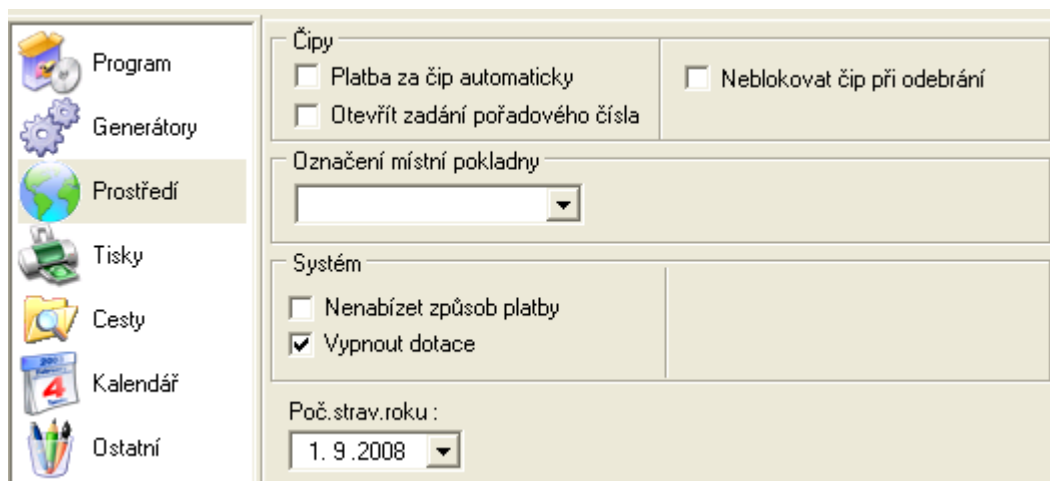 Program
Generátory
Prostředí
Tisky
Cesty
Kalendář
Ostatní
Čipy
Platba za čip automaticky
Neblokovat čip při odebrání
Otevřít zadání pořadového čísla
Označení místní pokladny
Systém
Nenabízet způsob platby
Vypnout dotace
Poč.strav.roku :
1. 9 .2008